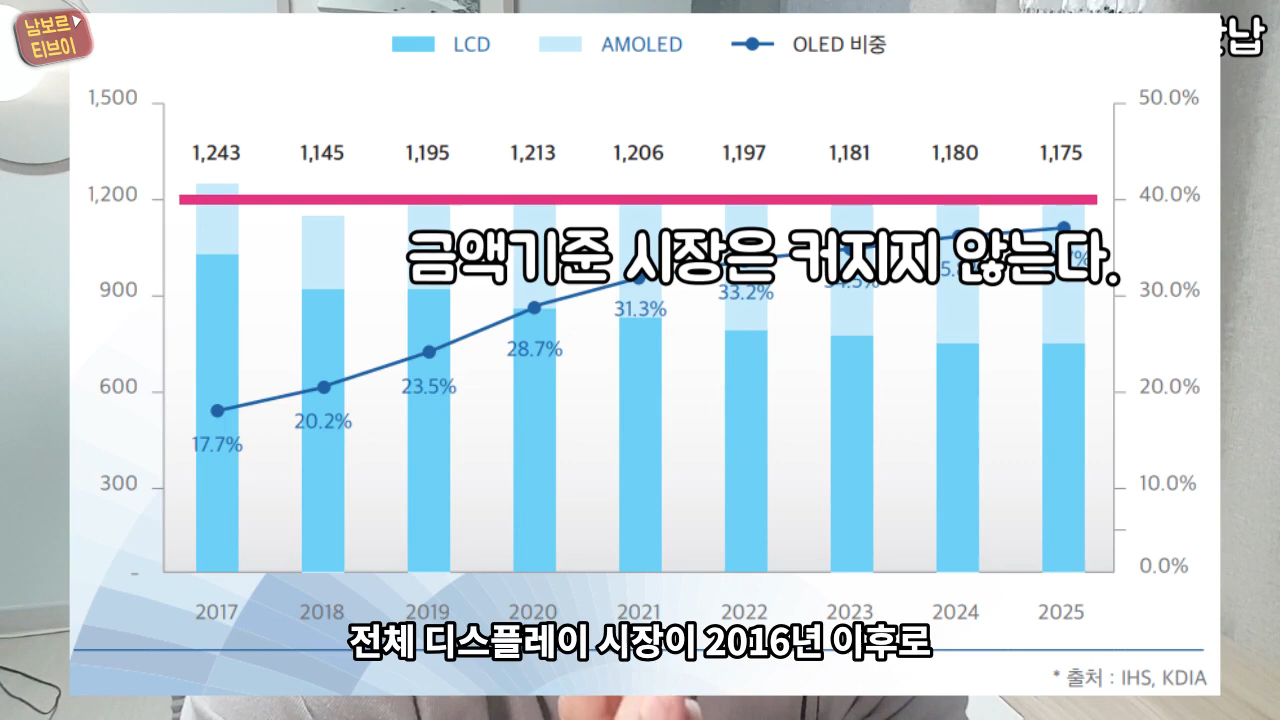 남보르
티브이
납
LCD
AMOLED
OLED 비중
1,500
1,200
900
600
300
-
50.0%
40.0%
30.0%
20.0%
10.0%
0.0%
1,243 1,145 1,195 1,213 1,206 1,197 1,181 1,180 1,175
금액기준 시장은 커지지 않는다.
17.7%
20.2%
23.5%
28.7%
31.3%
33.2%
2017 2018 2019 2020 2021 2022 2023 2024 2025
전체 디스플레이 시장이 2016년 이후로
* 출처 : IHS, KDIA